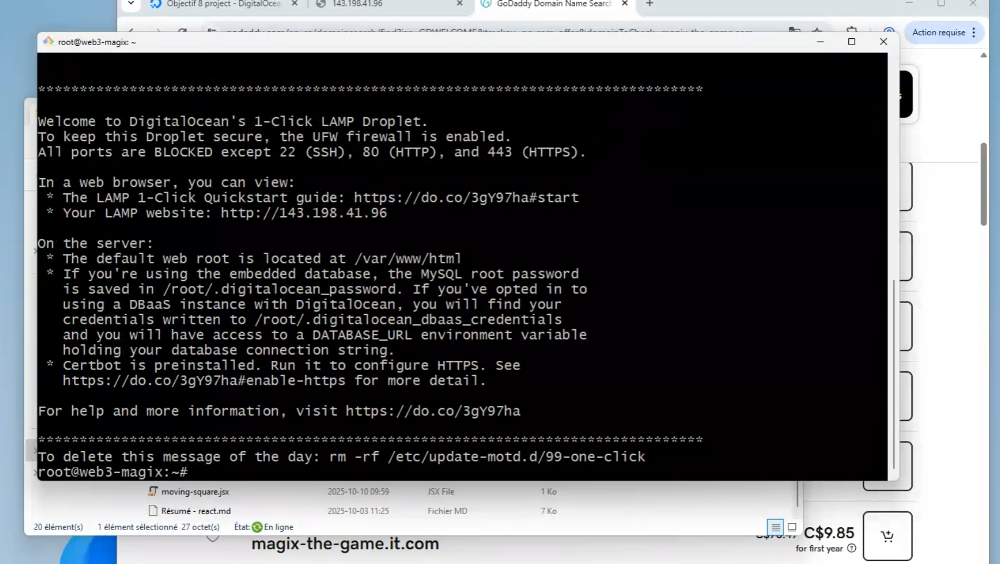 Objectif 8 project - DigitalOcea
143.198.41.96
GoDaddy Domain Name Search
Action requise
root@web3-magix: ~
********************************************************************************
Welcome to DigitalOcean's 1-Click LAMP Droplet.
To keep this Droplet secure, the UFW firewall is enabled.
All ports are BLOCKED except 22 (SSH), 80 (HTTP), and 443 (HTTPS).
In a web browser, you can view:
* The LAMP 1-Click Quickstart guide: https://do.co/3gY97ha#start
* Your LAMP website: http://143.198.41.96
On the server:
* The default web root is located at /var/www/html
* If you're using the embedded database, the MySQL root password
is saved in /root/.digitalocean_password. If you've opted in to
using a DBaaS instance with DigitalOcean, you will find your
credentials written to /root/.digitalocean_dbaas_credentials
and you will have access to a DATABASE_URL environment variable
holding your database connection string.
* Certbot is preinstalled. Run it to configure HTTPS. See
https://do.co/3gY97ha#enable-https for more detail.
For help and more information, visit https://do.co/3gY97ha
********************************************************************************
To delete this message of the day: rm -rf /etc/update-motd.d/99-one-click
root@web3-magix:~#
moving-square.jsx 2025-10-10 09:59 JSX File 1 Ko
Résumé - react.md 2025-10-03 11:25 Fichier MD 7 Ko
20 élément(s) 1 élément sélectionné 27 octet(s) État: En ligne
magix-the-game.it.com
C$9.85
for first year